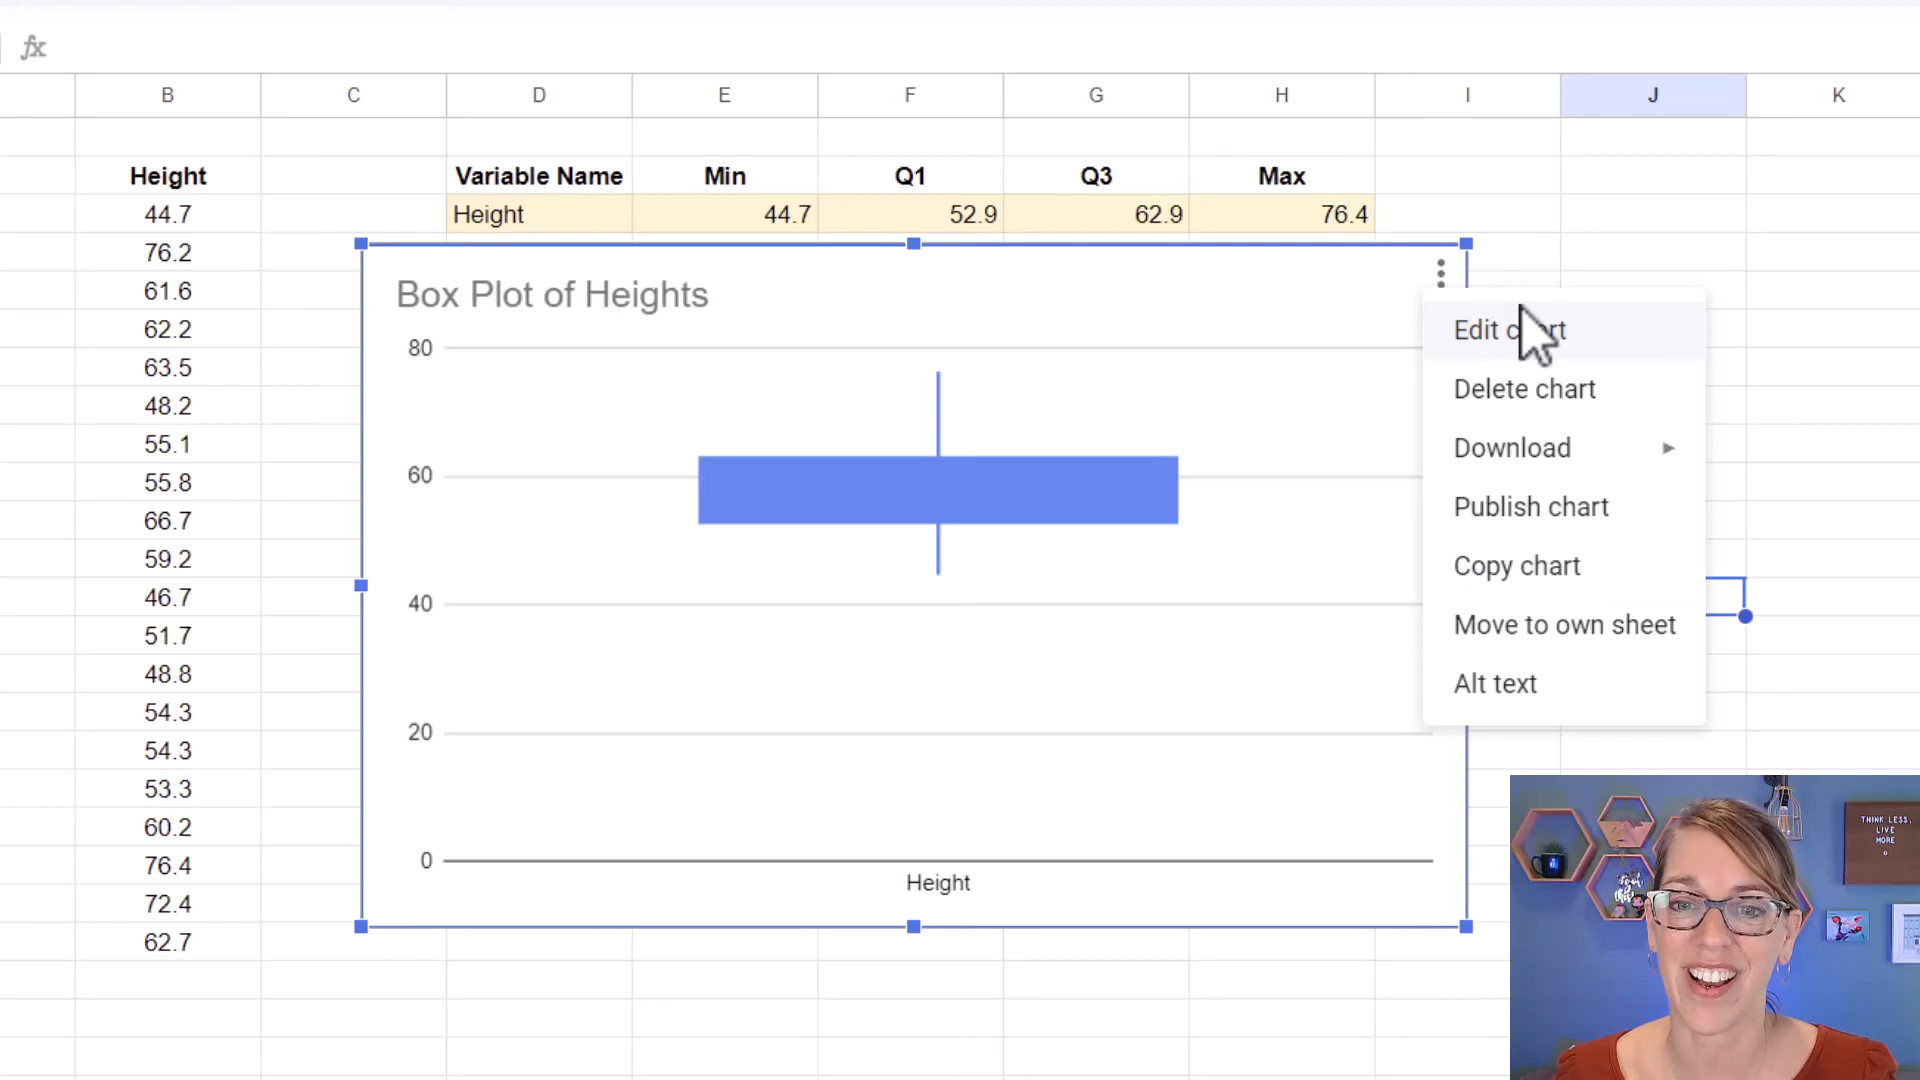 fx
B C D E F G H I J K
Height Variable Name Min Q1 Q3 Max
44.7 Height 44.7 52.9 62.9 76.4
76.2
61.6
62.2
63.5
48.2
55.1
55.8
66.7
59.2
46.7
51.7
48.8
54.3
54.3
53.3
60.2
76.4
72.4
62.7
Box Plot of Heights
80
60
40
20
0
Height
Edit chart
Delete chart
Download
Publish chart
Copy chart
Move to own sheet
Alt text
THINK LESS,
LIVE
MORE